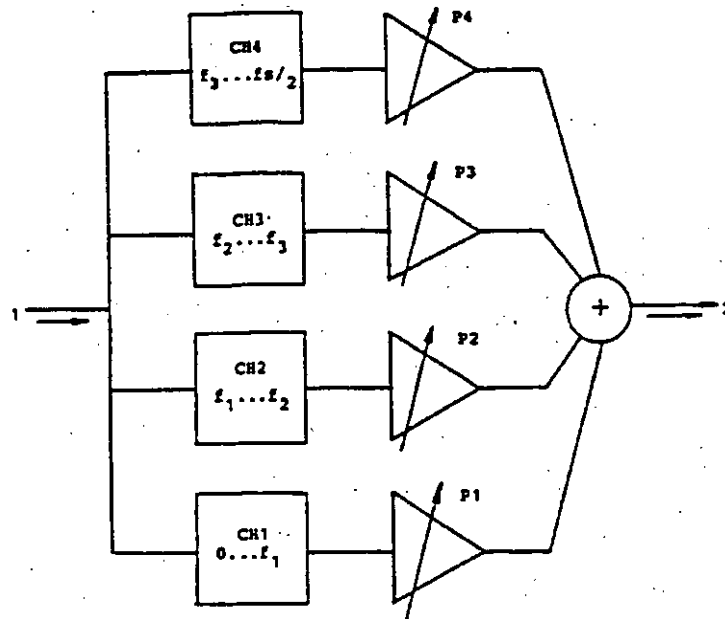 CH4
f₃...fs/₂
P4
CH3
f₂...f₃
P3
1
+
2
CH2
f₁...f₂
P2
CH1
0...f₁
P1